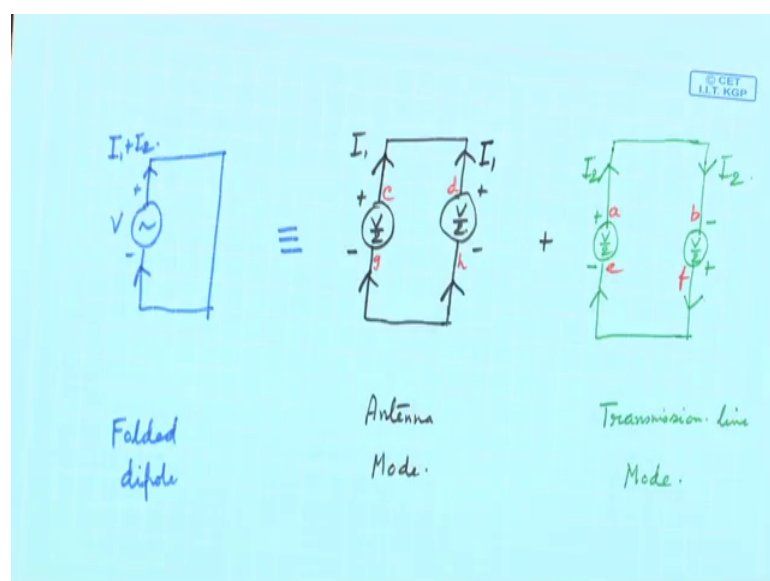 © CET
I.I.T. KGP
I₁+I₂.
+
V ~
-
≡
I₁ I₁
c d
+ +
V/2 V/2
- -
g h
+
I₂ I₂.
a b
+ -
V/2 V/2
- +
e f
Folded
dipole
Antenna
Mode.
Transmission-line
Mode.